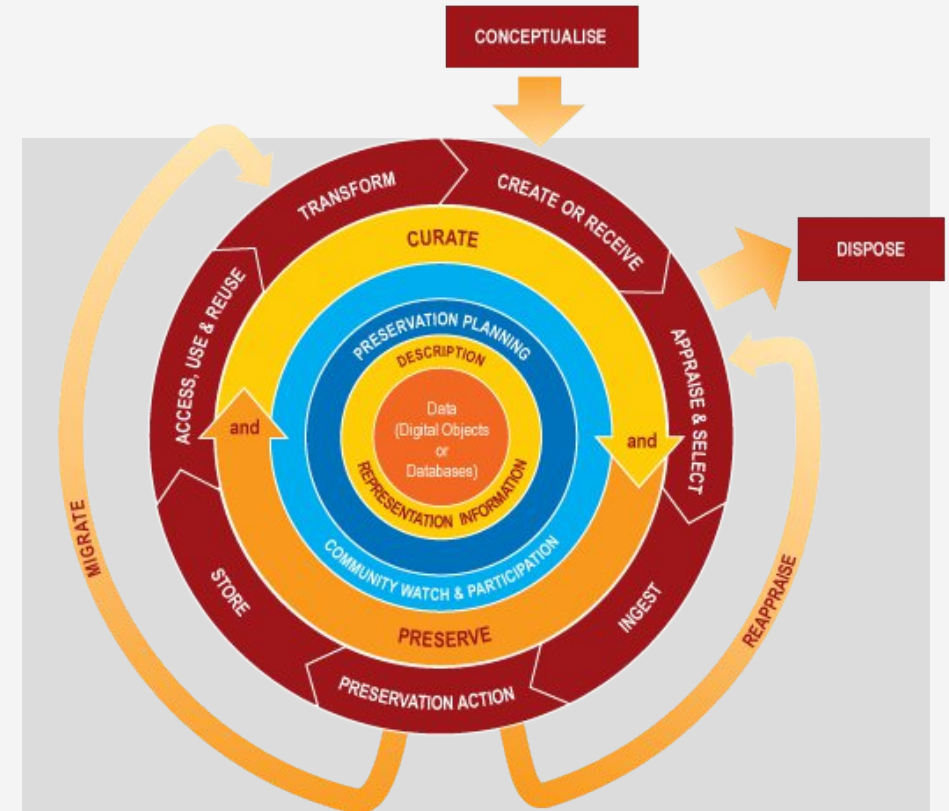 CONCEPTUALISE
CREATE OR RECEIVE
DISPOSE
APPRAISE & SELECT
INGEST
PRESERVATION ACTION
STORE
ACCESS, USE & REUSE
TRANSFORM
MIGRATE
REAPPRAISE
CURATE
and
PRESERVE
and
COMMUNITY WATCH & PARTICIPATION
PRESERVATION PLANNING
DESCRIPTION
REPRESENTATION INFORMATION
Data
(Digital Objects
or
Databases)